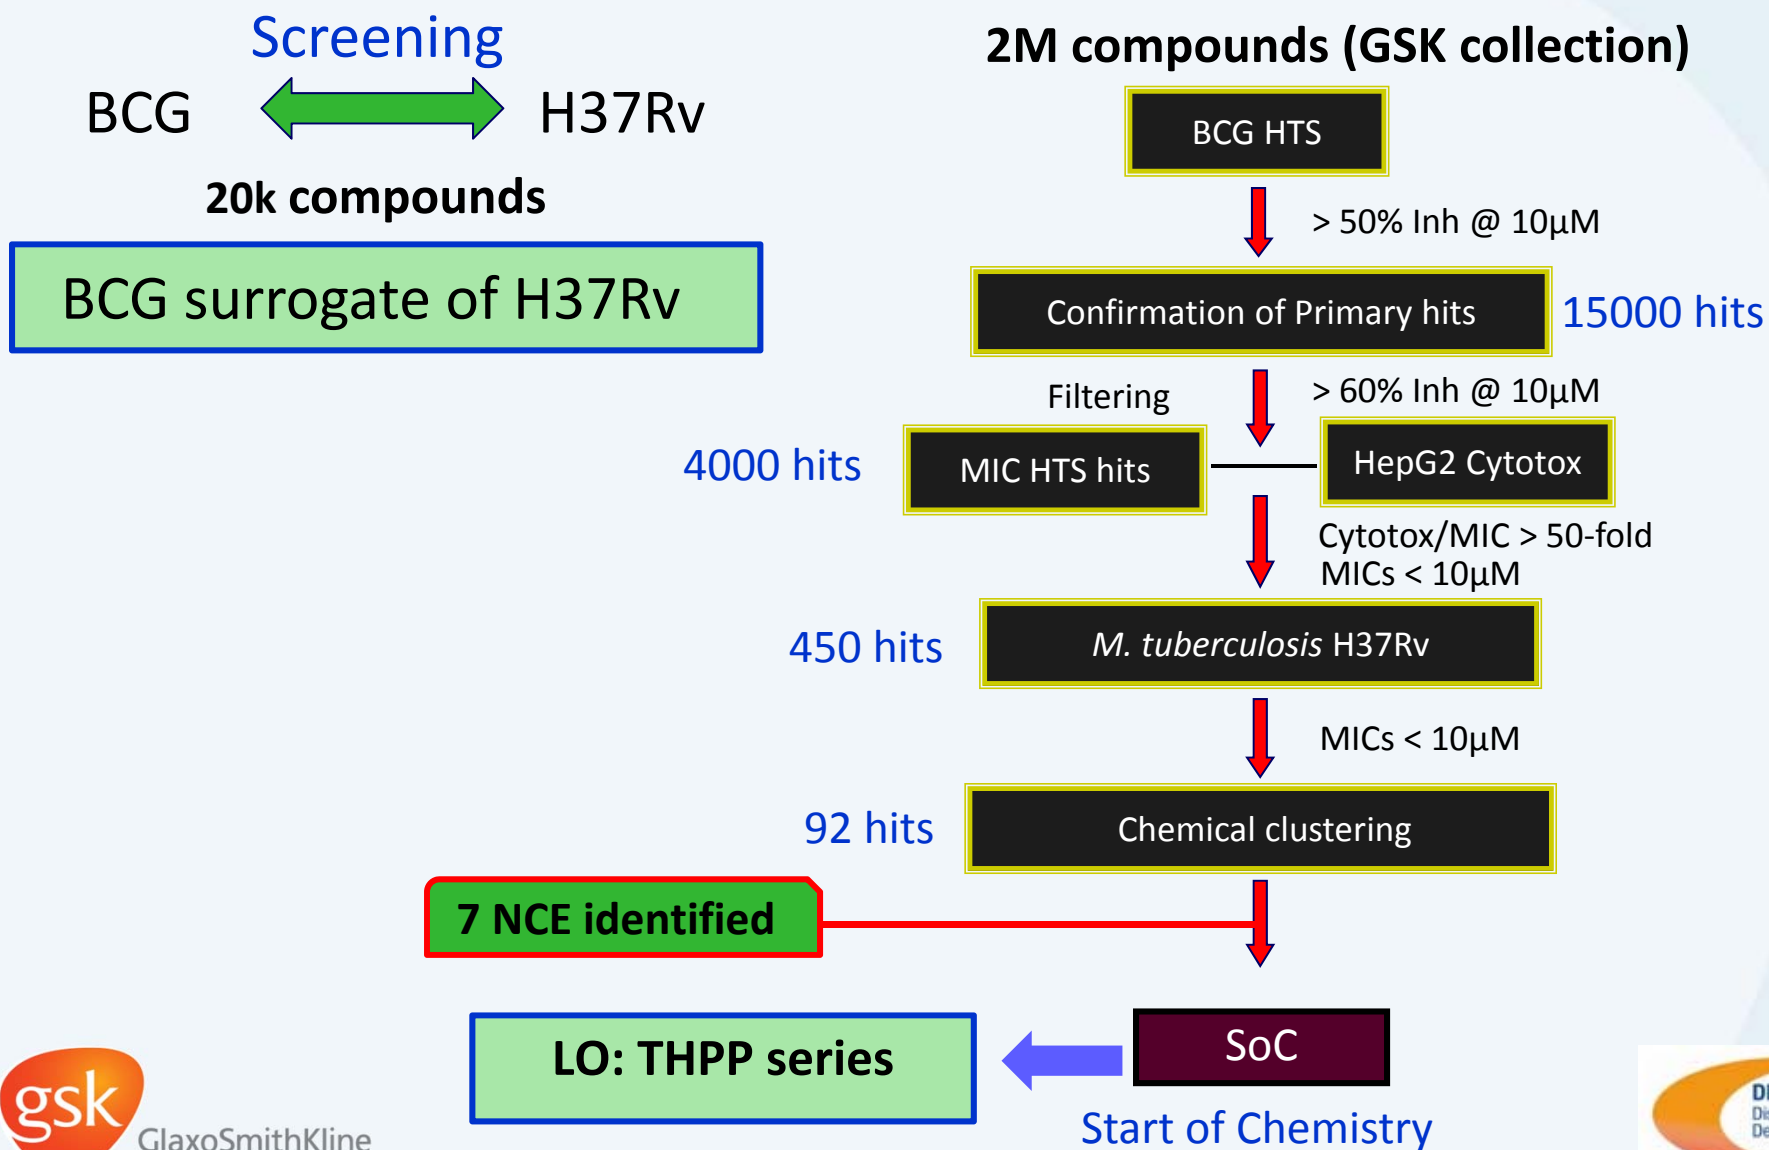 Screening
BCG
H37Rv
20k compounds
BCG surrogate of H37Rv
2M compounds (GSK collection)
BCG HTS
> 50% Inh @ 10µM
Confirmation of Primary hits
15000 hits
Filtering
> 60% Inh @ 10µM
4000 hits
MIC HTS hits
HepG2 Cytotox
Cytotox/MIC > 50-fold
MICs < 10µM
450 hits
M. tuberculosis H37Rv
MICs < 10µM
92 hits
Chemical clustering
7 NCE identified
LO: THPP series
SoC
Start of Chemistry
gsk
GlaxoSmithKline